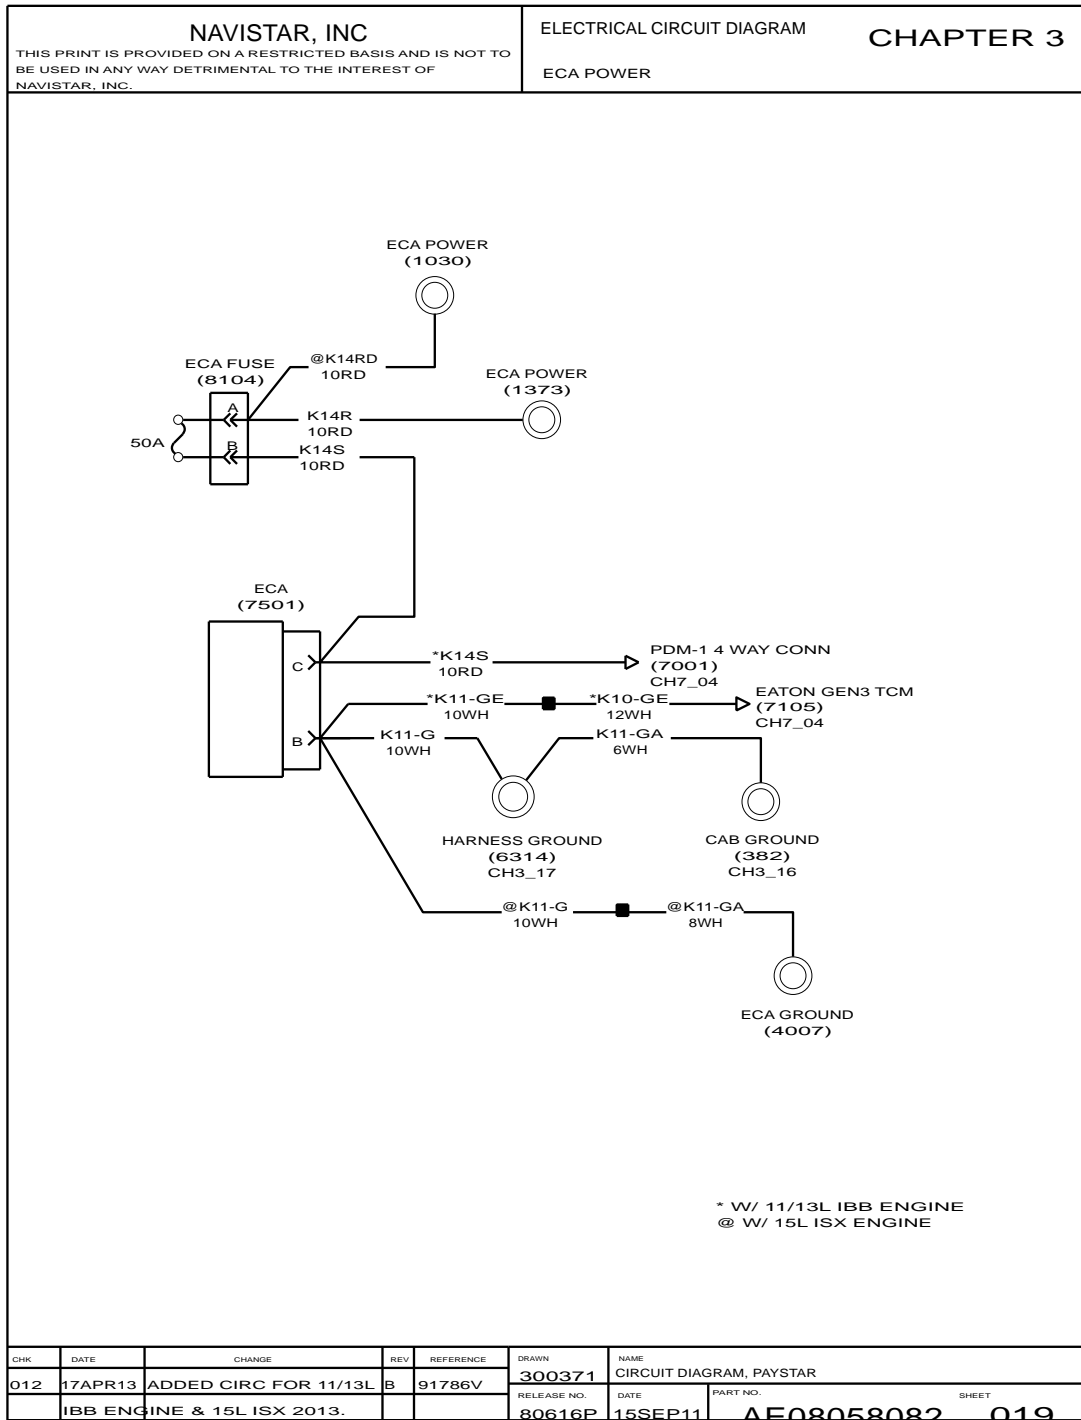 NAVISTAR, INC
THIS PRINT IS PROVIDED ON A RESTRICTED BASIS AND IS NOT TO
BE USED IN ANY WAY DETRIMENTAL TO THE INTEREST OF
NAVISTAR, INC.
ELECTRICAL CIRCUIT DIAGRAM
CHAPTER 3
ECA POWER
ECA POWER
(1030)
@K14RD
10RD
ECA FUSE
(8104)
ECA POWER
(1373)
A
K14R
10RD
50A
B
K14S
10RD
ECA
(7501)
C
*K14S
10RD
PDM-1 4 WAY CONN
(7001)
CH7_04
*K11-GE
10WH
*K10-GE
12WH
EATON GEN3 TCM
(7105)
CH7_04
B
K11-G
10WH
K11-GA
6WH
HARNESS GROUND
(6314)
CH3_17
CAB GROUND
(382)
CH3_16
@K11-G
10WH
@K11-GA
8WH
ECA GROUND
(4007)
* W/ 11/13L IBB ENGINE
@ W/ 15L ISX ENGINE
CHK DATE CHANGE REV REFERENCE
012 17APR13 ADDED CIRC FOR 11/13L B 91786V
IBB ENGINE & 15L ISX 2013.
DRAWN
300371
NAME
CIRCUIT DIAGRAM, PAYSTAR
RELEASE NO.
80616P
DATE
15SEP11
PART NO.
AE08058082
SHEET
019